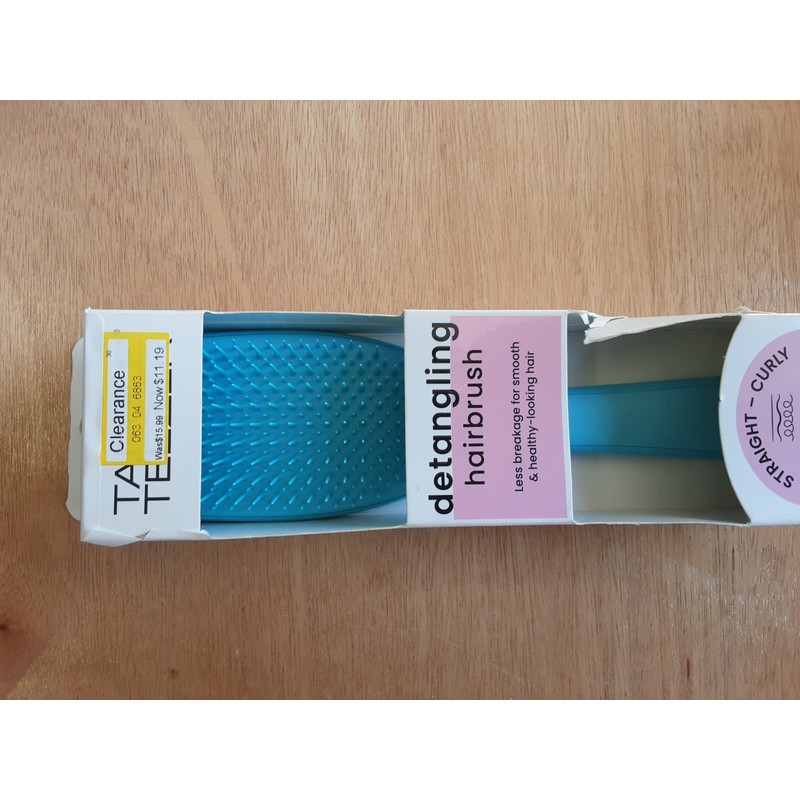 30
Clearance
063 04 6863
Was$15.99 Now $11.19
TA
TE
detangling
hairbrush
Less breakage for smooth
& healthy-looking hair
STRAIGHT - CURLY